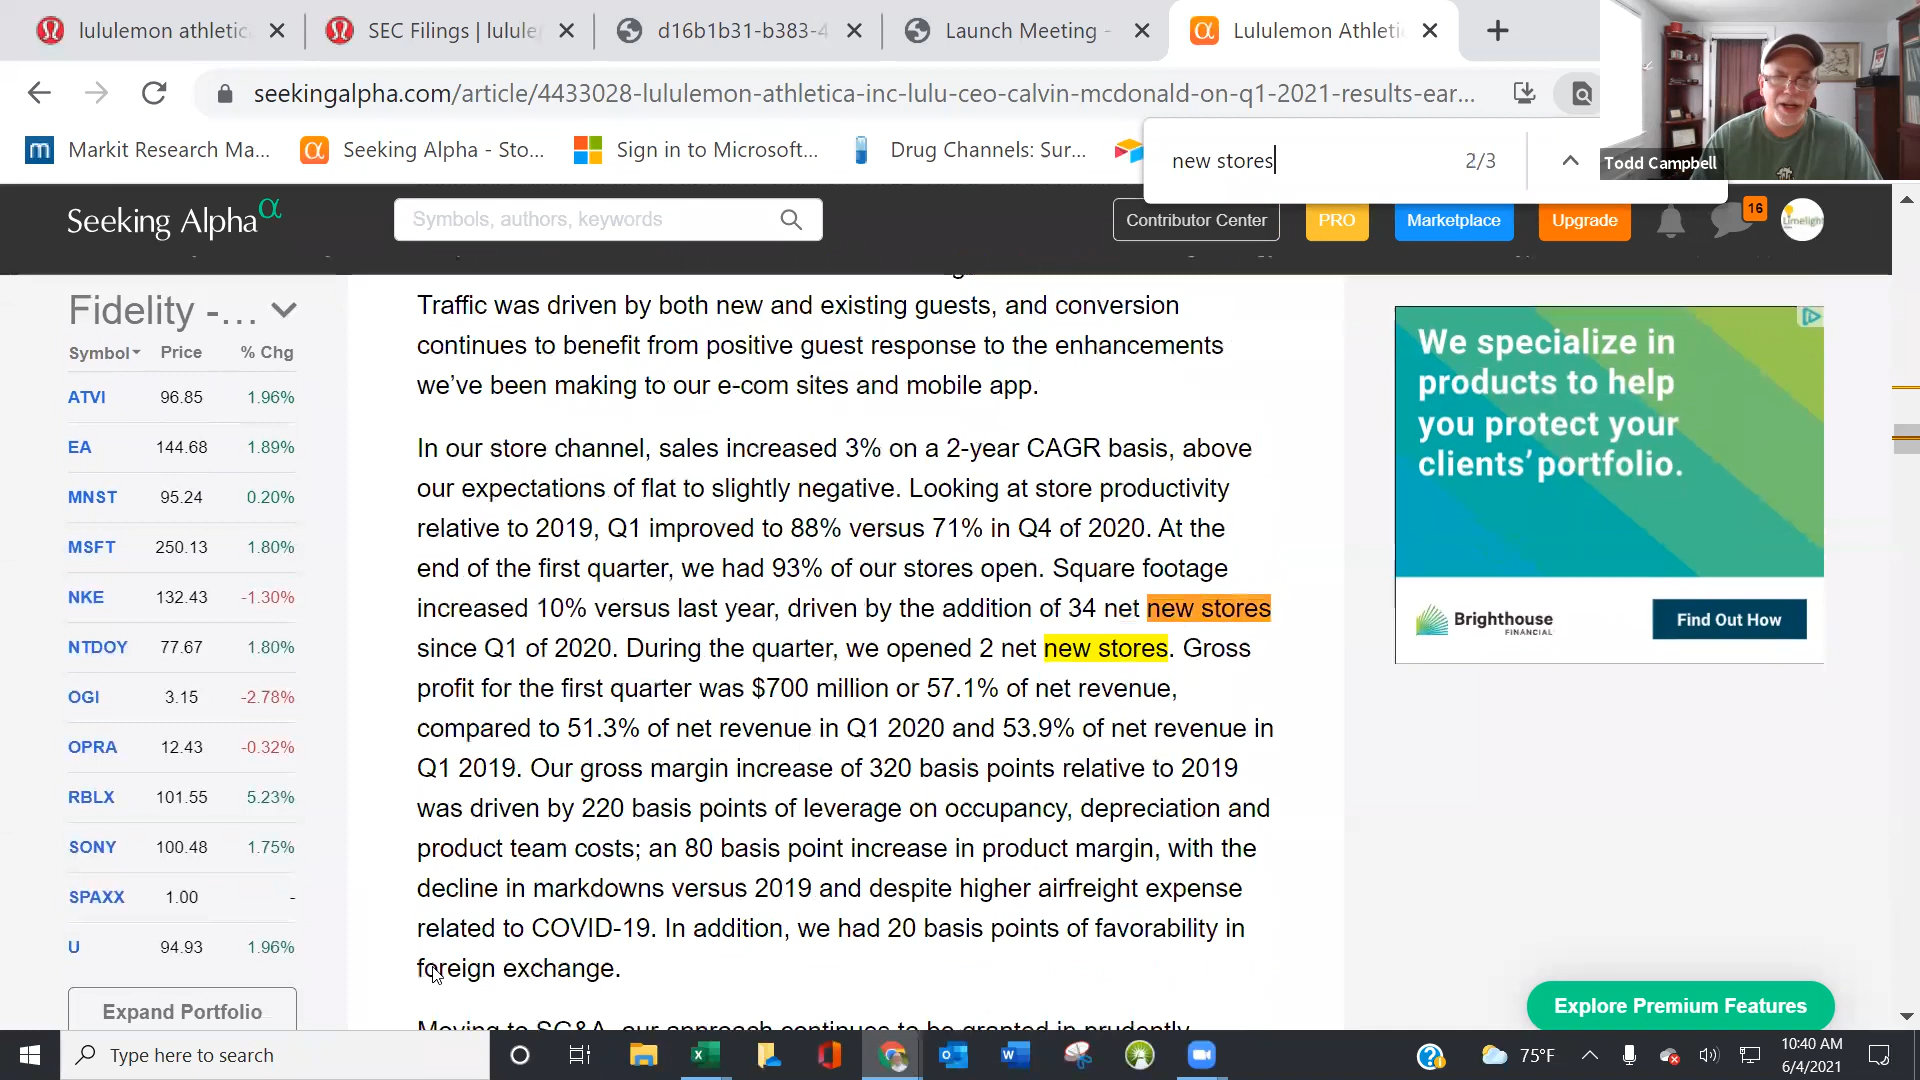 lululemon athletic
SEC Filings | lulule
d16b1b31-b383-4
Launch Meeting -
Lululemon Athleti
seekingalpha.com/article/4433028-lululemon-athletica-inc-lulu-ceo-calvin-mcdonald-on-q1-2021-results-ear...
Markit Research Ma...
Seeking Alpha - Sto...
Sign in to Microsoft...
Drug Channels: Sur...
new stores
2/3
Todd Campbell
Seeking Alpha α
Symbols, authors, keywords
Contributor Center
PRO
Marketplace
Upgrade
16
Limelight
Fidelity -...
Symbol Price % Chg
ATVI 96.85 1.96%
EA 144.68 1.89%
MNST 95.24 0.20%
MSFT 250.13 1.80%
NKE 132.43 -1.30%
NTDOY 77.67 1.80%
OGI 3.15 -2.78%
OPRA 12.43 -0.32%
RBLX 101.55 5.23%
SONY 100.48 1.75%
SPAXX 1.00 -
U 94.93 1.96%
Expand Portfolio
Traffic was driven by both new and existing guests, and conversion
continues to benefit from positive guest response to the enhancements
we've been making to our e-com sites and mobile app.
In our store channel, sales increased 3% on a 2-year CAGR basis, above
our expectations of flat to slightly negative. Looking at store productivity
relative to 2019, Q1 improved to 88% versus 71% in Q4 of 2020. At the
end of the first quarter, we had 93% of our stores open. Square footage
increased 10% versus last year, driven by the addition of 34 net new stores
since Q1 of 2020. During the quarter, we opened 2 net new stores. Gross
profit for the first quarter was $700 million or 57.1% of net revenue,
compared to 51.3% of net revenue in Q1 2020 and 53.9% of net revenue in
Q1 2019. Our gross margin increase of 320 basis points relative to 2019
was driven by 220 basis points of leverage on occupancy, depreciation and
product team costs; an 80 basis point increase in product margin, with the
decline in markdowns versus 2019 and despite higher airfreight expense
related to COVID-19. In addition, we had 20 basis points of favorability in
foreign exchange.
Moving to SG&A, our approach continues to be granted in prudently
We specialize in
products to help
you protect your
clients' portfolio.
Brighthouse
FINANCIAL
Find Out How
Explore Premium Features
Type here to search
75°F
10:40 AM
6/4/2021